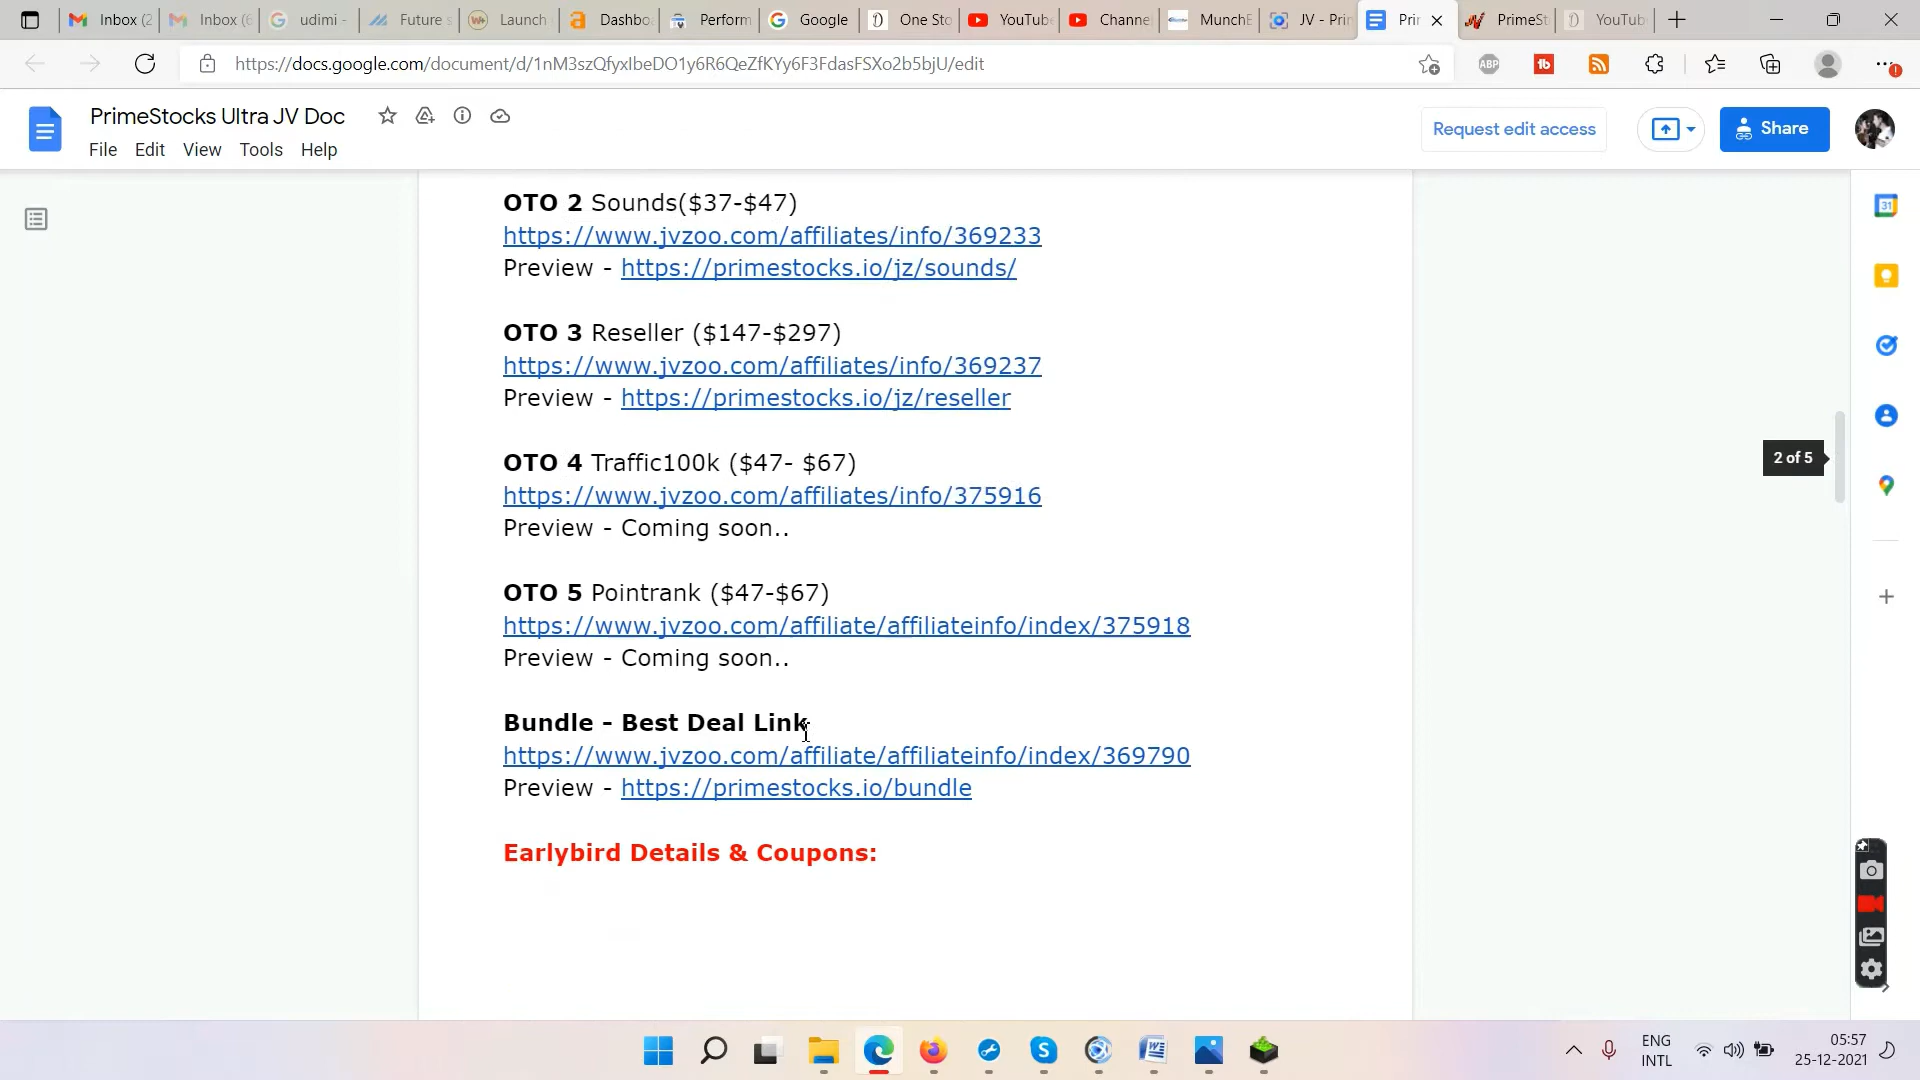 Inbox (2
Inbox (6
udimi -
Future s
Launch
Dashbo
Perform
Google
One Sto
YouTube
Channe
MunchE
JV - Prim
Pri
PrimeSt
YouTub
https://docs.google.com/document/d/1nM3szQfyxIbeDO1y6R6QeZfKYy6F3FdasFSXo2b5bjU/edit
ABP
PrimeStocks Ultra JV Doc
Request edit access
Share
File Edit View Tools Help
OTO 2 Sounds($37-$47)
https://www.jvzoo.com/affiliates/info/369233
Preview - https://primestocks.io/jz/sounds/
OTO 3 Reseller ($147-$297)
https://www.jvzoo.com/affiliates/info/369237
Preview - https://primestocks.io/jz/reseller
OTO 4 Traffic100k ($47- $67)
https://www.jvzoo.com/affiliates/info/375916
Preview - Coming soon..
OTO 5 Pointrank ($47-$67)
https://www.jvzoo.com/affiliate/affiliateinfo/index/375918
Preview - Coming soon..
Bundle - Best Deal Link
https://www.jvzoo.com/affiliate/affiliateinfo/index/369790
Preview - https://primestocks.io/bundle
Earlybird Details & Coupons:
2 of 5
31
ENG
INTL
05:57
25-12-2021